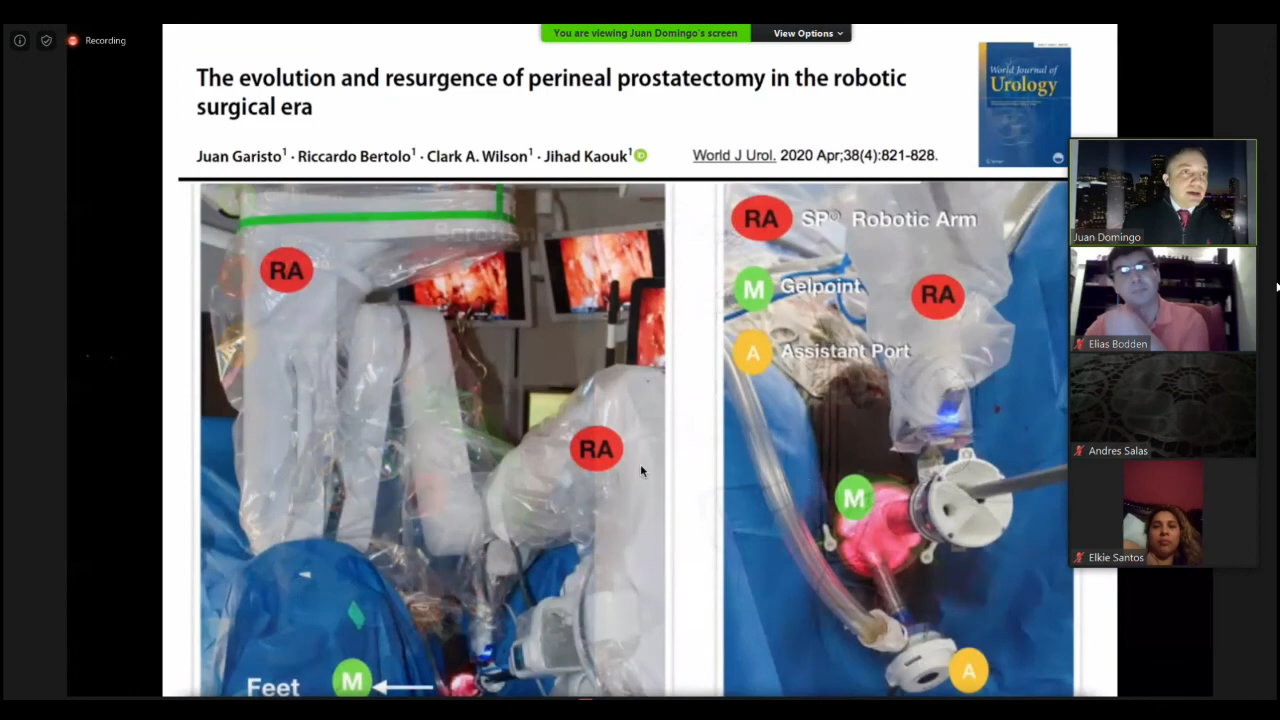 Recording
You are viewing Juan Domingo's screen
View Options
The evolution and resurgence of perineal prostatectomy in the robotic
surgical era
World Journal of
Urology
Juan Garisto1 · Riccardo Bertolo1 · Clark A. Wilson1 · Jihad Kaouk1
iD
World J Urol. 2020 Apr;38(4):821-828.
RA
RA
RA SP® Robotic Arm
M Gelpoint
RA
A Assistant Port
M
A
Feet
M
Juan Domingo
Elias Bodden
Andres Salas
Elkie Santos